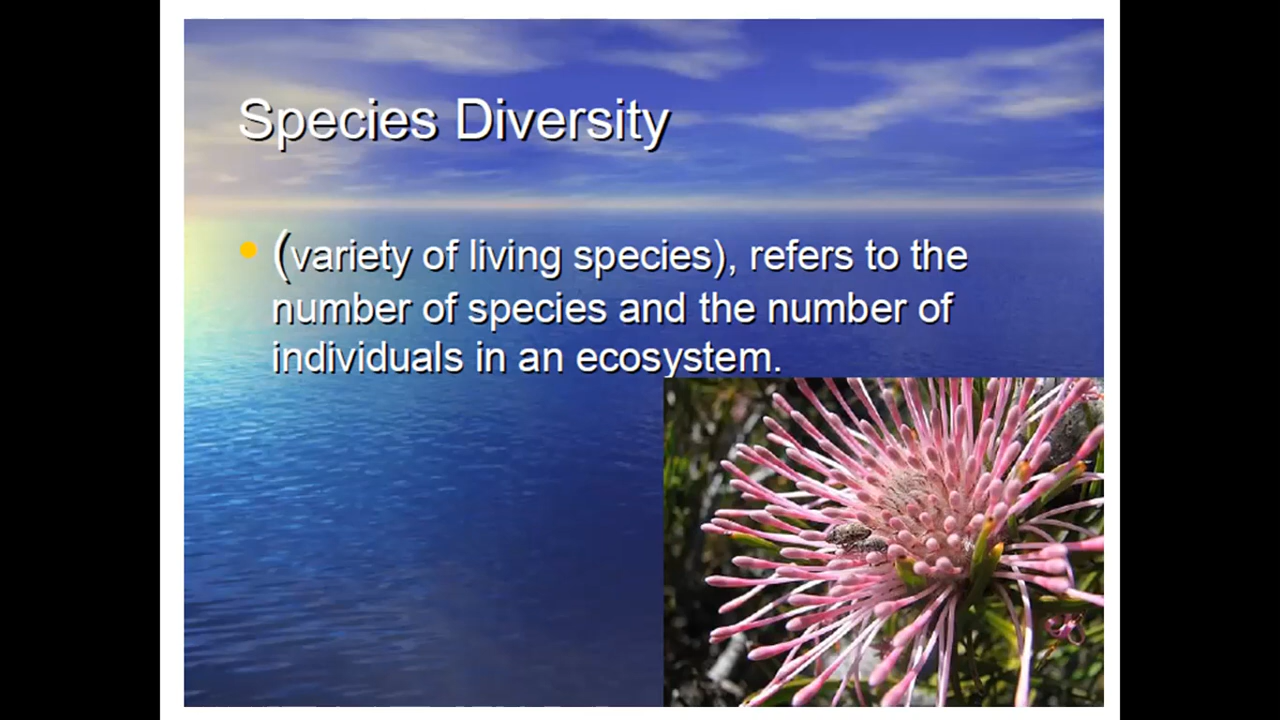 Species Diversity
• (variety of living species), refers to the
number of species and the number of
individuals in an ecosystem.